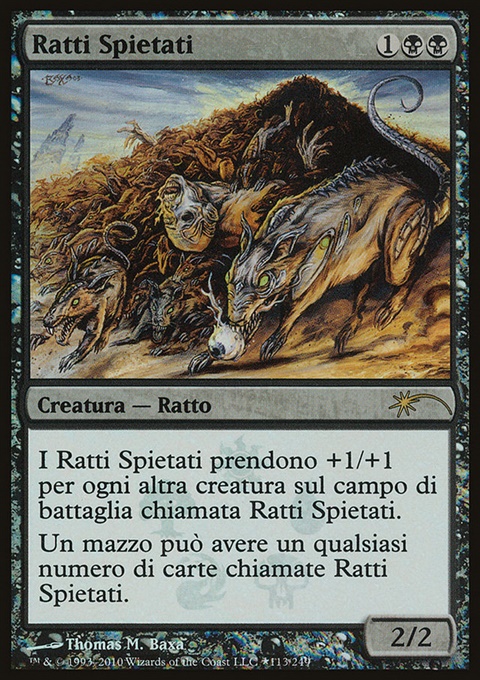 Ratti Spietati 1
Creatura — Ratto
I Ratti Spietati prendono +1/+1
per ogni altra creatura sul campo di
battaglia chiamata Ratti Spietati.
Un mazzo può avere un qualsiasi
numero di carte chiamate Ratti
Spietati.
Thomas M. Baxa
2/2
™ & © 1993–2010 Wizards of the Coast LLC